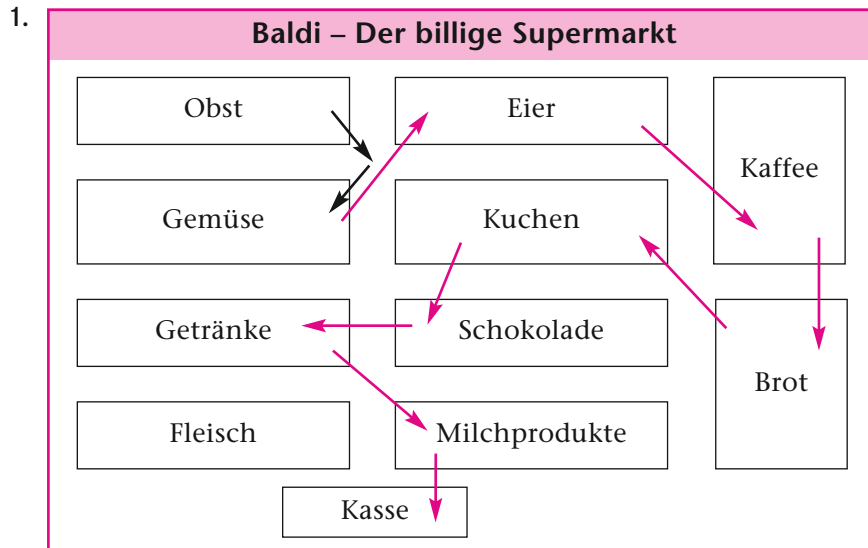 1.
Baldi – Der billige Supermarkt
Obst
Eier
Kaffee
Gemüse
Kuchen
Getränke
Schokolade
Brot
Fleisch
Milchprodukte
Kasse